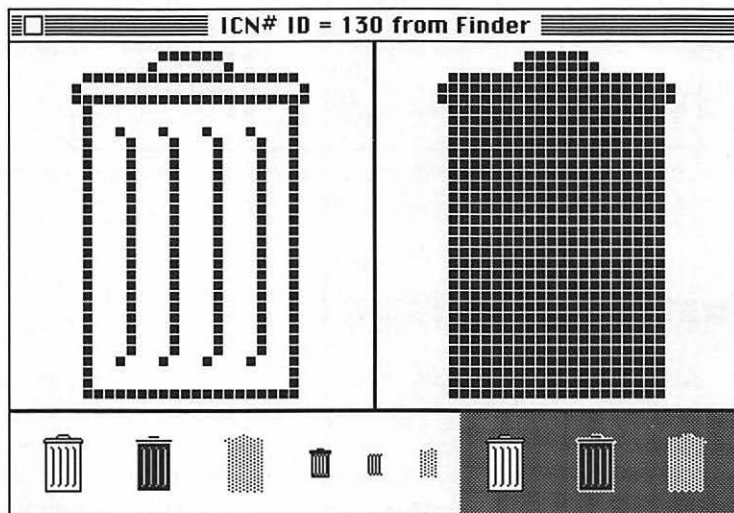 ICN# ID = 130 from Finder